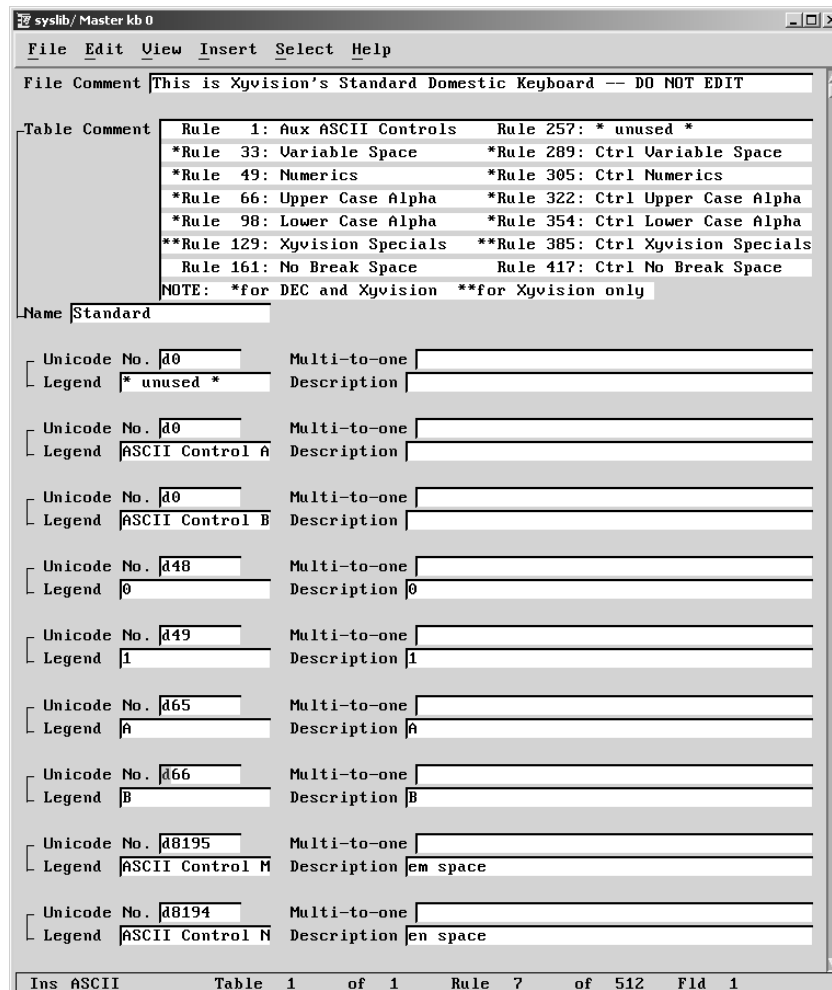 syslib/ Master kb 0
File Edit View Insert Select Help
File Comment This is Xyvision's Standard Domestic Keyboard -- DO NOT EDIT
Table Comment Rule 1: Aux ASCII Controls Rule 257: * unused *
*Rule 33: Variable Space *Rule 289: Ctrl Variable Space
*Rule 49: Numerics *Rule 305: Ctrl Numerics
*Rule 66: Upper Case Alpha *Rule 322: Ctrl Upper Case Alpha
*Rule 98: Lower Case Alpha *Rule 354: Ctrl Lower Case Alpha
**Rule 129: Xyvision Specials **Rule 385: Ctrl Xyvision Specials
Rule 161: No Break Space Rule 417: Ctrl No Break Space
NOTE: *for DEC and Xyvision **for Xyvision only
Name Standard
Unicode No. d0 Multi-to-one
Legend * unused * Description
Unicode No. d0 Multi-to-one
Legend ASCII Control A Description
Unicode No. d0 Multi-to-one
Legend ASCII Control B Description
Unicode No. d48 Multi-to-one
Legend 0 Description 0
Unicode No. d49 Multi-to-one
Legend 1 Description 1
Unicode No. d65 Multi-to-one
Legend A Description A
Unicode No. d66 Multi-to-one
Legend B Description B
Unicode No. d8195 Multi-to-one
Legend ASCII Control M Description em space
Unicode No. d8194 Multi-to-one
Legend ASCII Control N Description en space
Ins ASCII Table 1 of 1 Rule 7 of 512 Fld 1